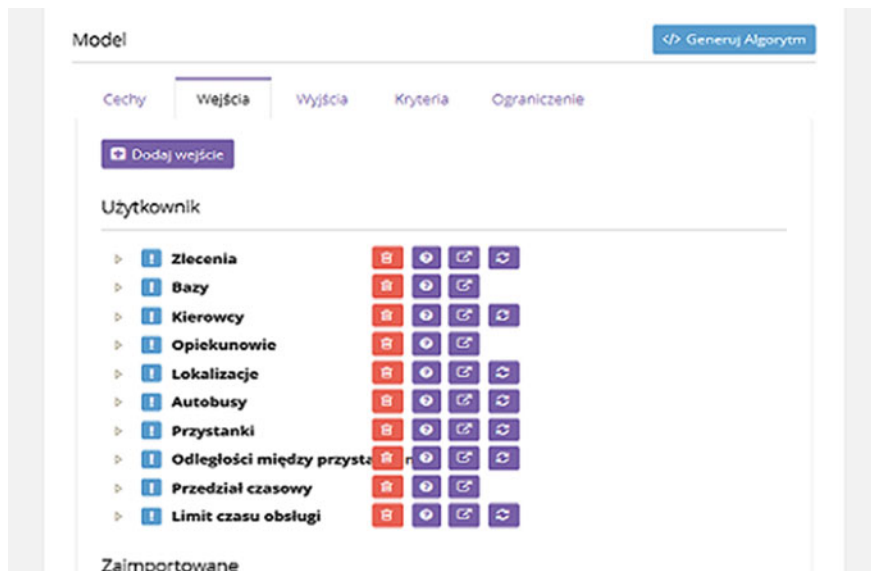 Model
</> Generuj Algorytm
Cechy Wejścia Wyjścia Kryteria Ograniczenie
Dodaj wejście
Użytkownik
Zlecenia
Bazy
Kierowcy
Opiekunowie
Lokalizacje
Autobusy
Przystanki
Odległości między
Przedział czasowy
Limit czasu obsługi
Zaimportowane